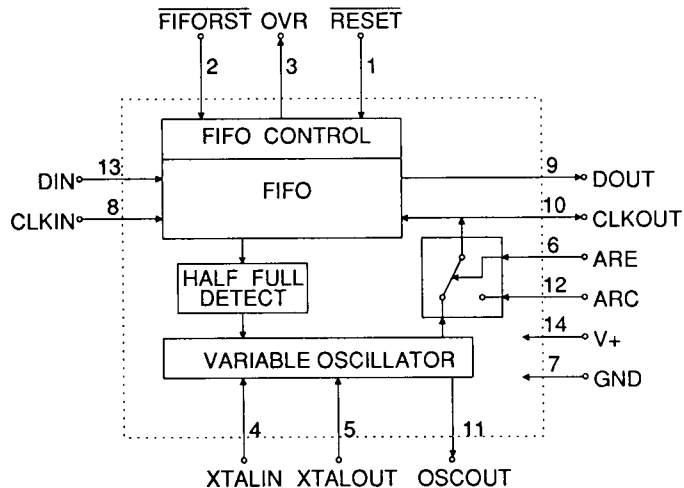 FIFORST OVR RESET
2 3 1
FIFO CONTROL
FIFO
DIN 13
CLKIN 8
9 DOUT
10 CLKOUT
6 ARE
12 ARC
14 V+
7 GND
HALF FULL
DETECT
VARIABLE OSCILLATOR
4 5 11
XTALIN XTALOUT OSCOUT